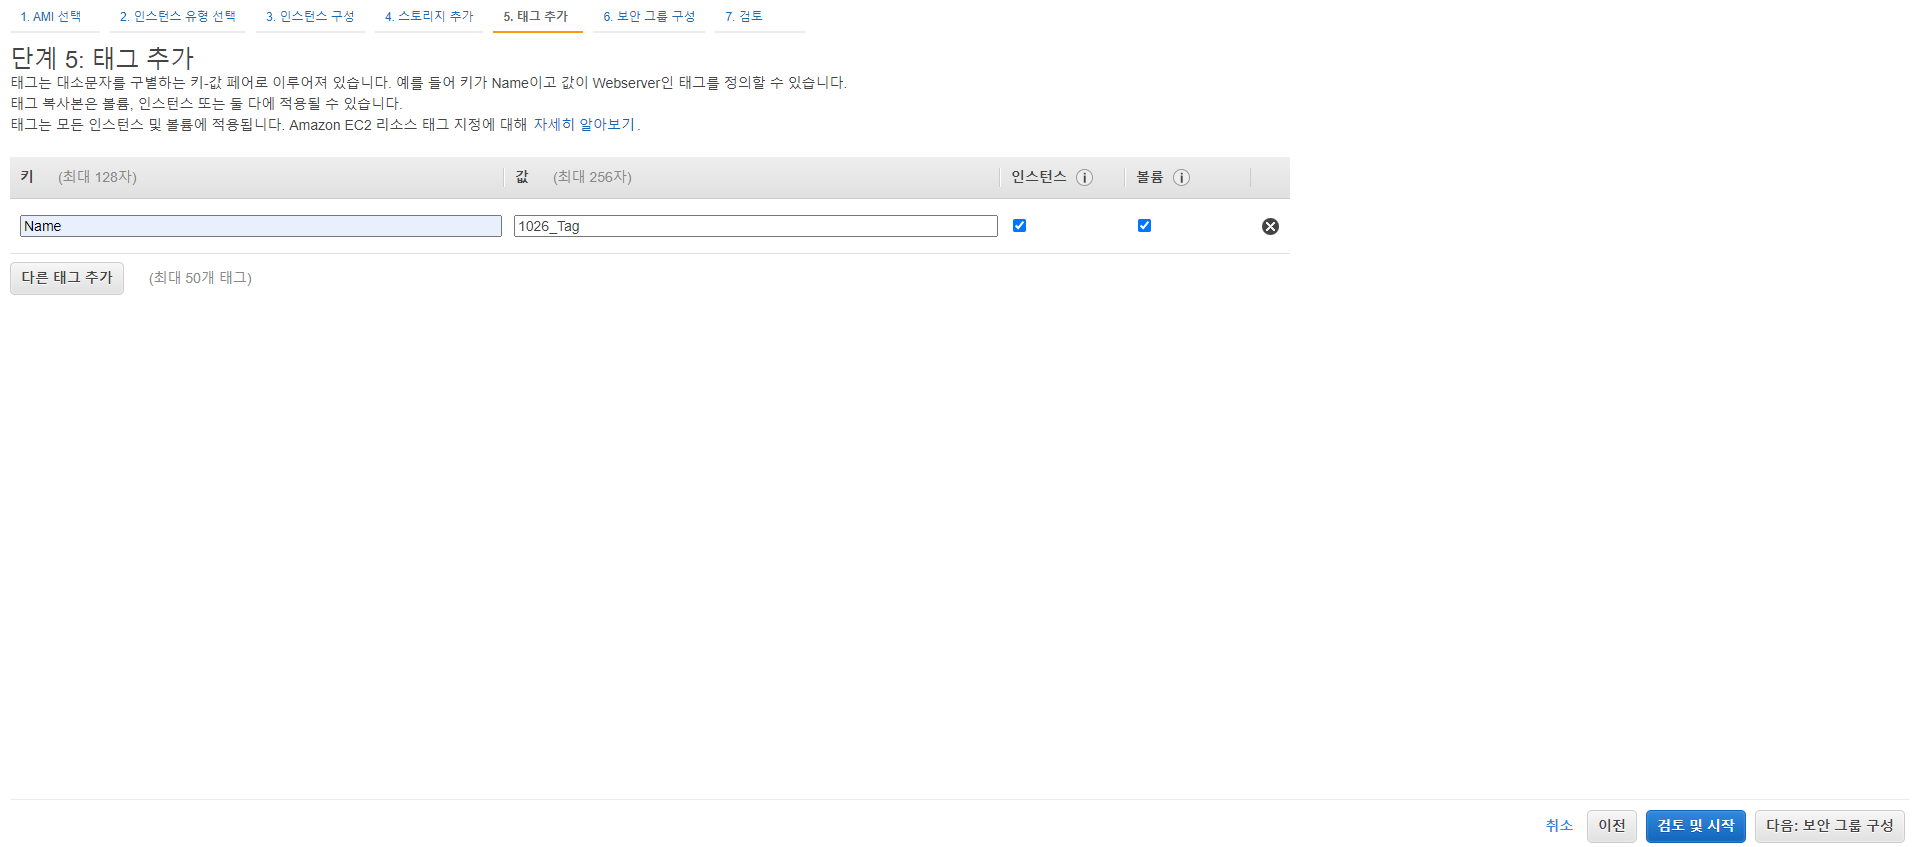 1. AMI 선택 2. 인스턴스 유형 선택 3. 인스턴스 구성 4. 스토리지 추가 5. 태그 추가 6. 보안 그룹 구성 7. 검토
단계 5: 태그 추가
태그는 대소문자를 구별하는 키-값 페어로 이루어져 있습니다. 예를 들어 키가 Name이고 값이 Webserver인 태그를 정의할 수 있습니다.
태그 복사본은 볼륨, 인스턴스 또는 둘 다에 적용될 수 있습니다.
태그는 모든 인스턴스 및 볼륨에 적용됩니다. Amazon EC2 리소스 태그 지정에 대해 자세히 알아보기.
키 (최대 128자) 값 (최대 256자) 인스턴스 볼륨
Name 1026_Tag
다른 태그 추가 (최대 50개 태그)
취소 이전 검토 및 시작 다음: 보안 그룹 구성